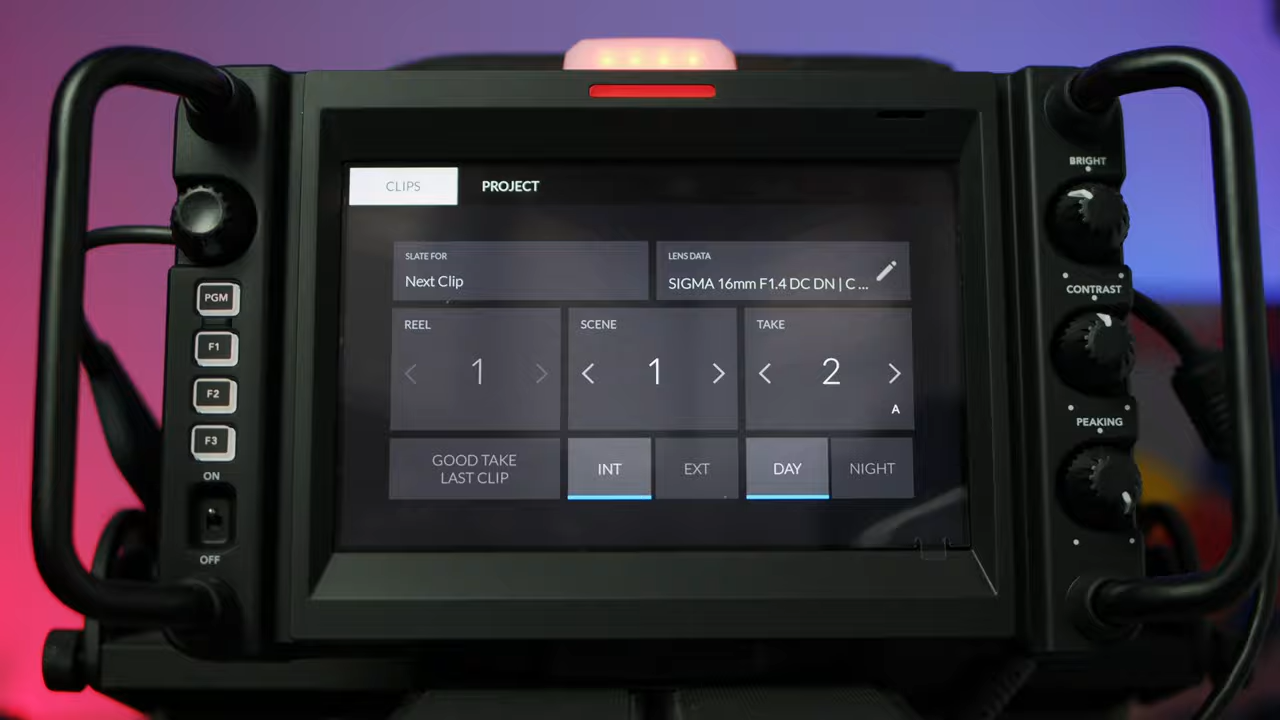 CLIPS
PROJECT
SLATE FOR
Next Clip
LENS DATA
SIGMA 16mm F1.4 DC DN | C ...
REEL
1
SCENE
1
TAKE
2
A
GOOD TAKE
LAST CLIP
INT
EXT
DAY
NIGHT
PGM
F1
F2
F3
ON
OFF
BRIGHT
CONTRAST
PEAKING